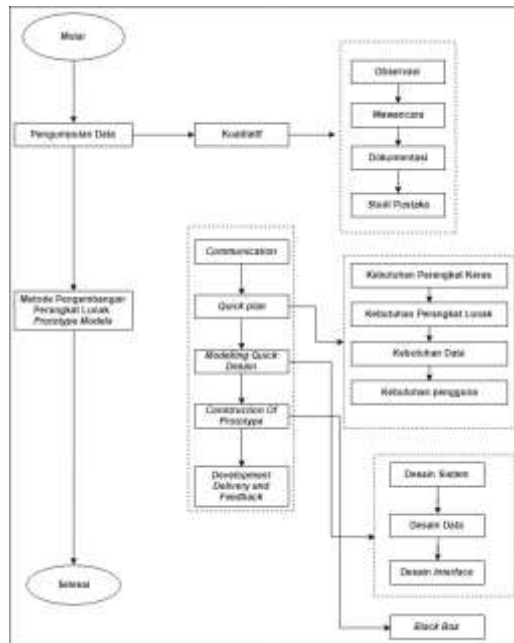 Mulai
Pengumpulan Data
Kualitatif
Observasi
Wawancara
Dokumentasi
Studi Pustaka
Metode Pengembangan
Perangkat Lunak
Prototype Models
Communication
Quick plan
Modelling Quick
Desain
Construction Of
Prototype
Development
Delivery and
Feedback
Kebutuhan Perangkat Keras
Kebutuhan Perangkat Lunak
Kebutuhan Data
Kebutuhan pengguna
Desain Sistem
Desain Data
Desain Interface
Black Box
Selesai